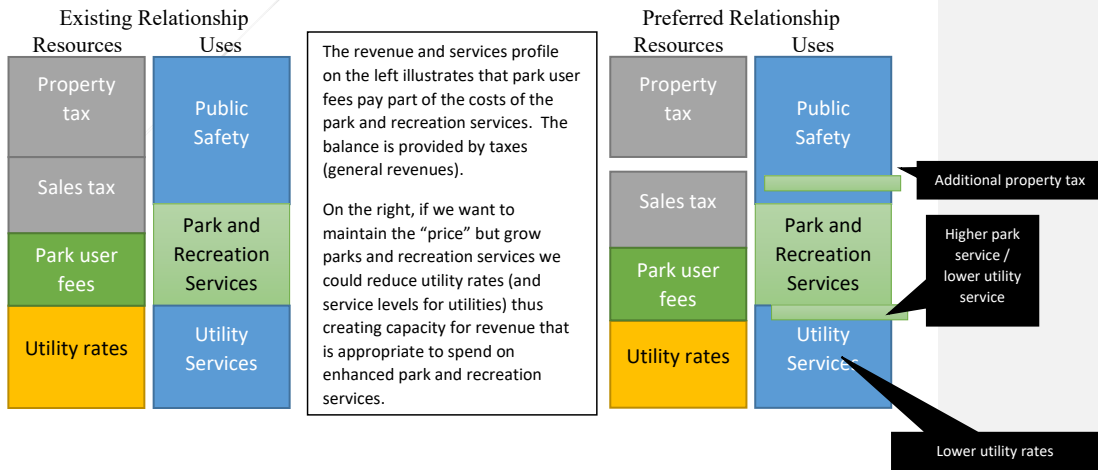 Existing Relationship
Resources
Uses
Property
tax
Sales tax
Park user
fees
Utility rates
Public
Safety
Park and
Recreation
Services
Utility
Services
The revenue and services profile
on the left illustrates that park user
fees pay part of the costs of the
park and recreation services. The
balance is provided by taxes
(general revenues).
On the right, if we want to
maintain the “price” but grow
parks and recreation services we
could reduce utility rates (and
service levels for utilities) thus
creating capacity for revenue that
is appropriate to spend on
enhanced park and recreation
services.
Preferred Relationship
Resources
Uses
Property
tax
Sales tax
Park user
fees
Utility rates
Public
Safety
Park and
Recreation
Services
Utility
Services
Additional property tax
Higher park
service /
lower utility
service
Lower utility rates